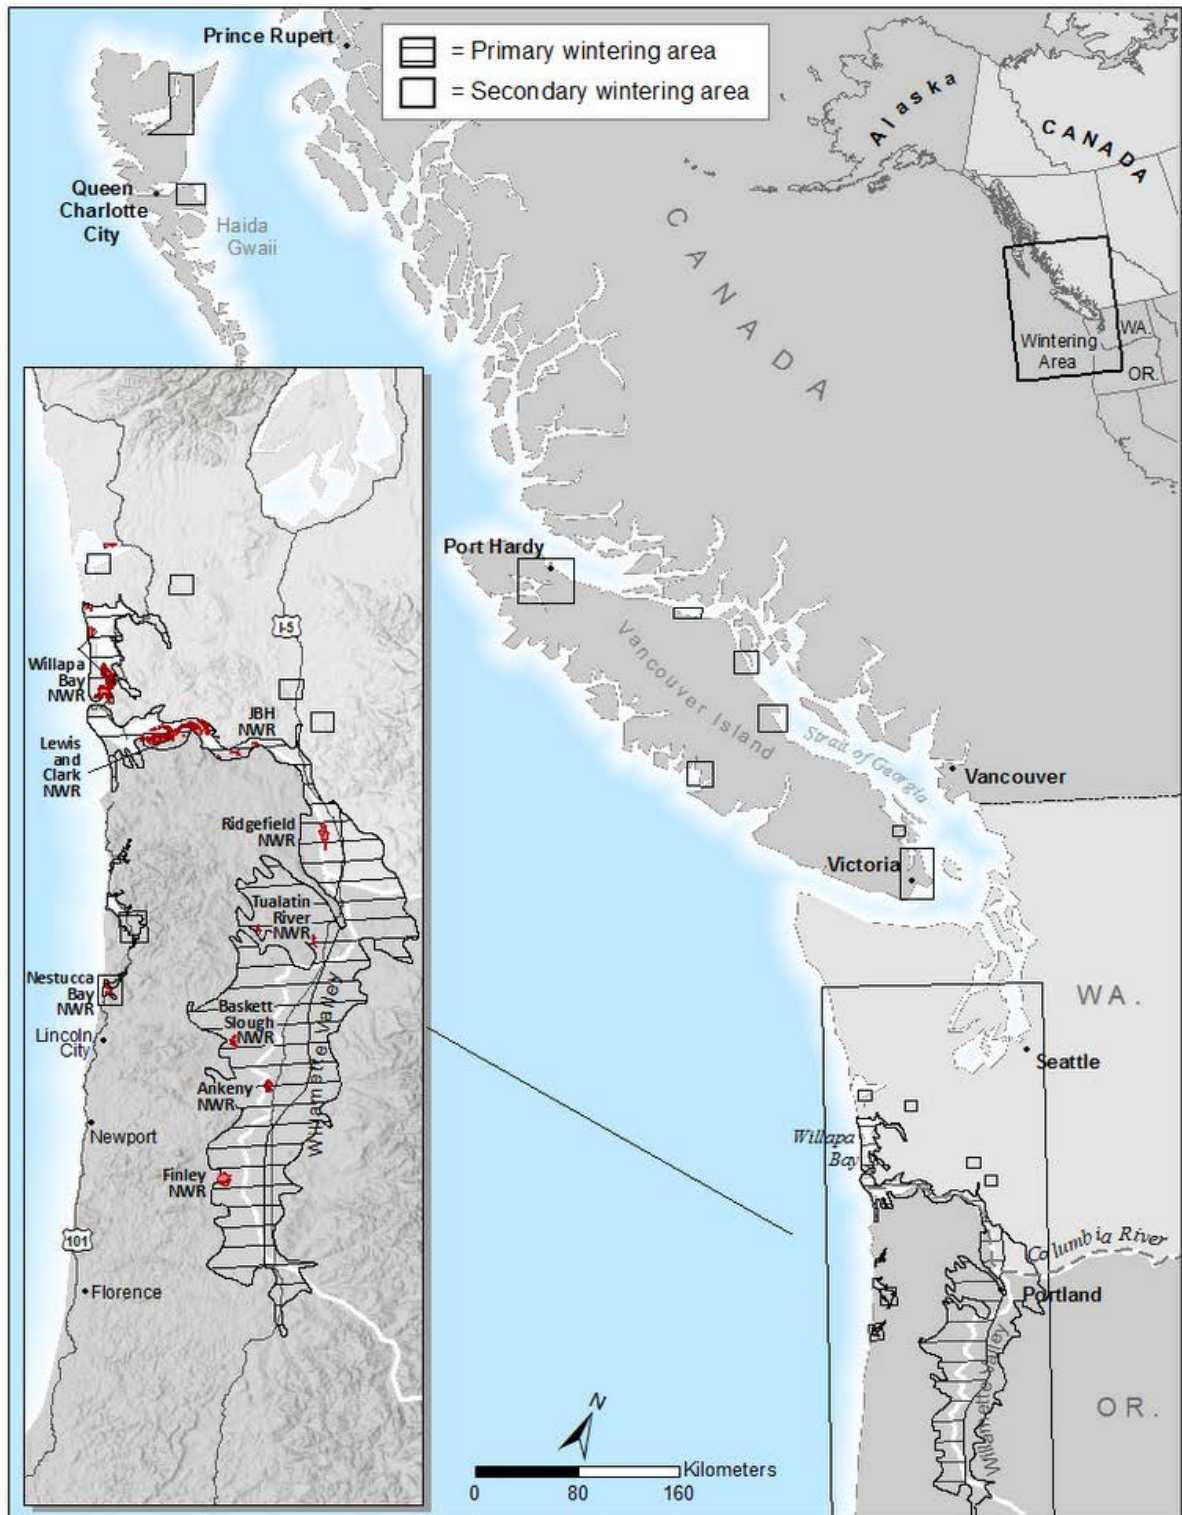 Prince Rupert
= Primary wintering area
= Secondary wintering area
Alaska
CANADA
Queen
Charlotte
City
Haida
Gwaii
CANADA
Wintering
Area
WA.
OR.
Port Hardy
Vancouver Island
Strait of Georgia
Vancouver
Victoria
WA.
Seattle
Willapa
Bay
Columbia River
Portland
Willamette Valley
OR.
N
Kilometers
0 80 160
I-5
Willapa
Bay
NWR
JBH
NWR
Lewis
and
Clark
NWR
Ridgefield
NWR
Tualatin
River
NWR
Nestucca
Bay
NWR
Lincoln
City
Baskett
Slough
NWR
Willamette Valley
Ankeny
NWR
Newport
Finley
NWR
101
Florence